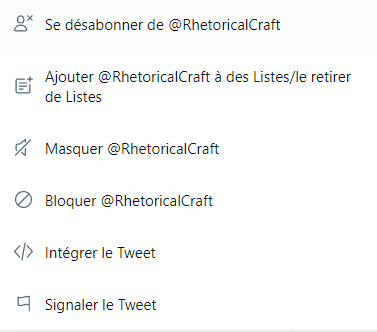 Se désabonner de @RhetoricalCraft
Ajouter @RhetoricalCraft à des Listes/le retirer
de Listes
Masquer @RhetoricalCraft
Bloquer @RhetoricalCraft
Intégrer le Tweet
Signaler le Tweet